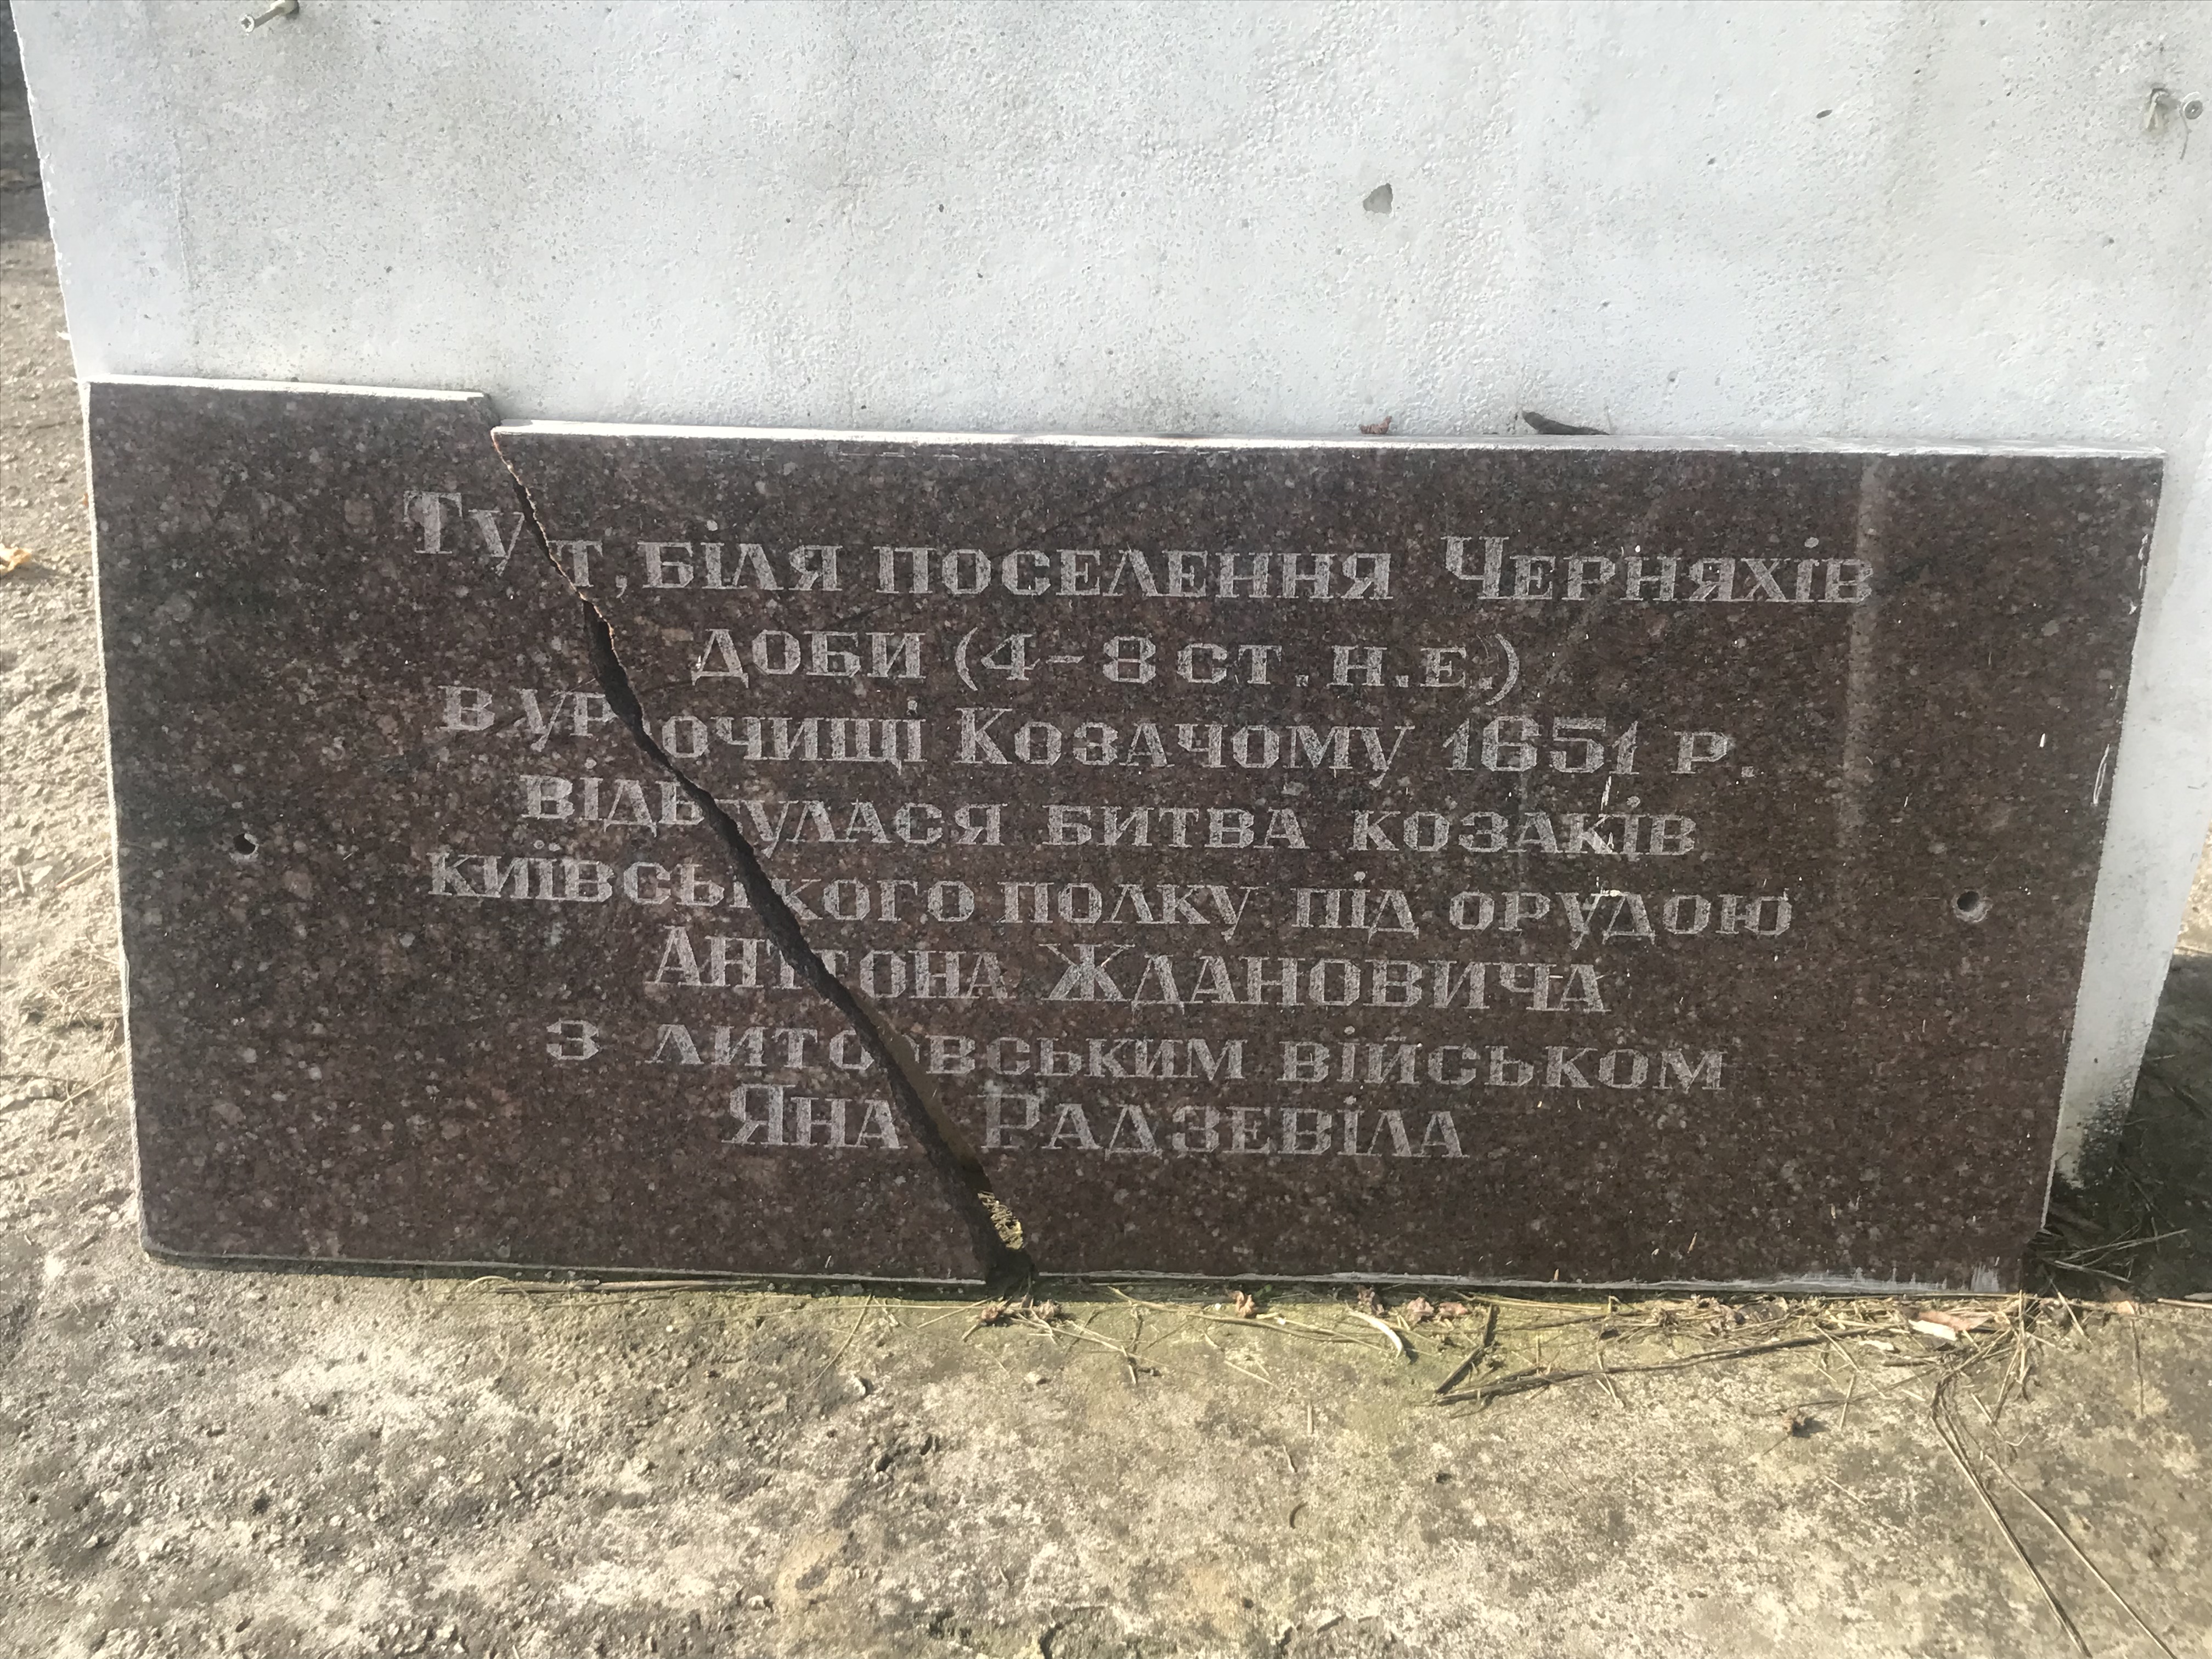 Тут, біля поселення Черняхів
доби (4-8 ст. н.е.)
в урочищі Козачому 1651 р.
відбулася битва козаків
київського полку під орудою
Антона Ждановича
з литовським військом
Яна Радзевіла